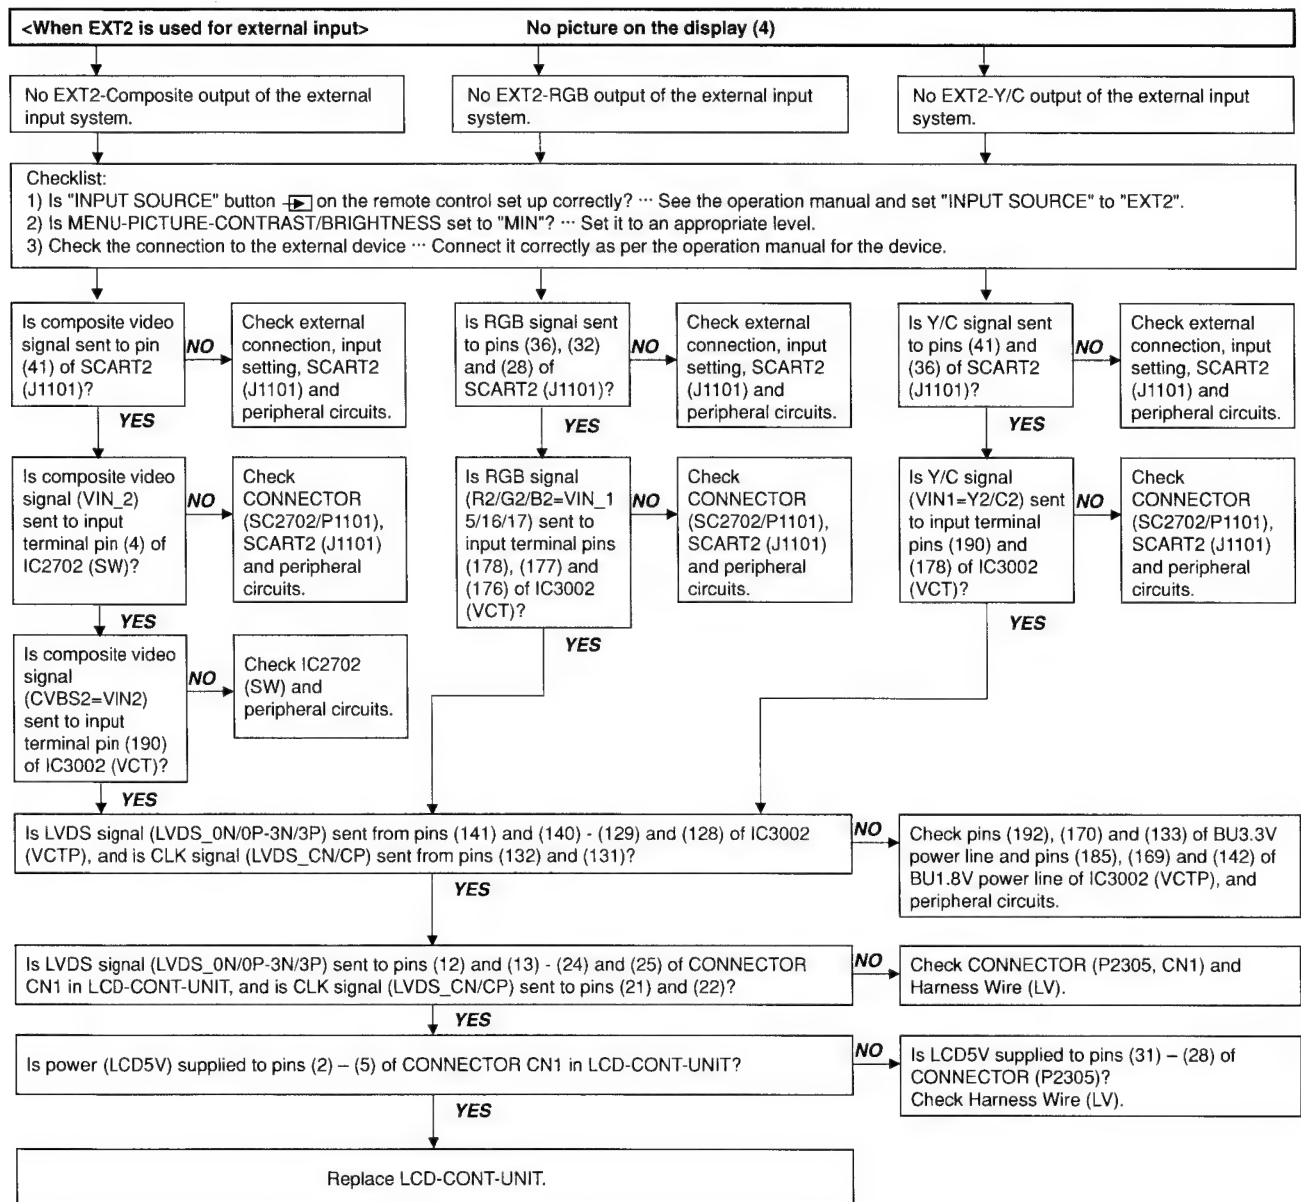 <When EXT2 is used for external input> No picture on the display (4)
No EXT2-Composite output of the external
input system.
No EXT2-RGB output of the external input
system.
No EXT2-Y/C output of the external input
system.
Checklist:
1) Is "INPUT SOURCE" button on the remote control set up correctly? ··· See the operation manual and set "INPUT SOURCE" to "EXT2".
2) Is MENU-PICTURE-CONTRAST/BRIGHTNESS set to "MIN"? ··· Set it to an appropriate level.
3) Check the connection to the external device ··· Connect it correctly as per the operation manual for the device.
Is composite video
signal sent to pin
(41) of SCART2
(J1101)?
NO
Check external
connection, input
setting, SCART2
(J1101) and
peripheral circuits.
YES
Is RGB signal sent
to pins (36), (32)
and (28) of
SCART2 (J1101)?
NO
Check external
connection, input
setting, SCART2
(J1101) and
peripheral circuits.
YES
Is Y/C signal sent
to pins (41) and
(36) of SCART2
(J1101)?
NO
Check external
connection, input
setting, SCART2
(J1101) and
peripheral circuits.
YES
Is composite video
signal (VIN_2)
sent to input
terminal pin (4) of
IC2702 (SW)?
NO
Check
CONNECTOR
(SC2702/P1101),
SCART2 (J1101)
and peripheral
circuits.
YES
Is RGB signal
(R2/G2/B2=VIN_1
5/16/17) sent to
input terminal pins
(178), (177) and
(176) of IC3002
(VCT)?
NO
Check
CONNECTOR
(SC2702/P1101),
SCART2 (J1101)
and peripheral
circuits.
YES
Is Y/C signal
(VIN1=Y2/C2) sent
to input terminal
pins (190) and
(178) of IC3002
(VCT)?
NO
Check
CONNECTOR
(SC2702/P1101),
SCART2 (J1101)
and peripheral
circuits.
YES
Is composite video
signal
(CVBS2=VIN2)
sent to input
terminal pin (190)
of IC3002 (VCT)?
NO
Check IC2702
(SW) and
peripheral circuits.
YES
Is LVDS signal (LVDS_0N/0P-3N/3P) sent from pins (141) and (140) - (129) and (128) of IC3002
(VCTP), and is CLK signal (LVDS_CN/CP) sent from pins (132) and (131)?
NO
Check pins (192), (170) and (133) of BU3.3V
power line and pins (185), (169) and (142) of
BU1.8V power line of IC3002 (VCTP), and
peripheral circuits.
YES
Is LVDS signal (LVDS_0N/0P-3N/3P) sent to pins (12) and (13) - (24) and (25) of CONNECTOR
CN1 in LCD-CONT-UNIT, and is CLK signal (LVDS_CN/CP) sent to pins (21) and (22)?
NO
Check CONNECTOR (P2305, CN1) and
Harness Wire (LV).
YES
Is power (LCD5V) supplied to pins (2) – (5) of CONNECTOR CN1 in LCD-CONT-UNIT?
NO
Is LCD5V supplied to pins (31) – (28) of
CONNECTOR (P2305)?
Check Harness Wire (LV).
YES
Replace LCD-CONT-UNIT.